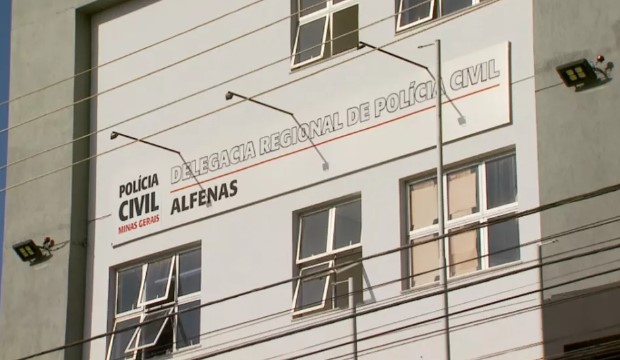 POLÍCIA
CIVIL
MINAS GERAIS
DELEGACIA REGIONAL DE POLÍCIA CIVIL
ALFENAS